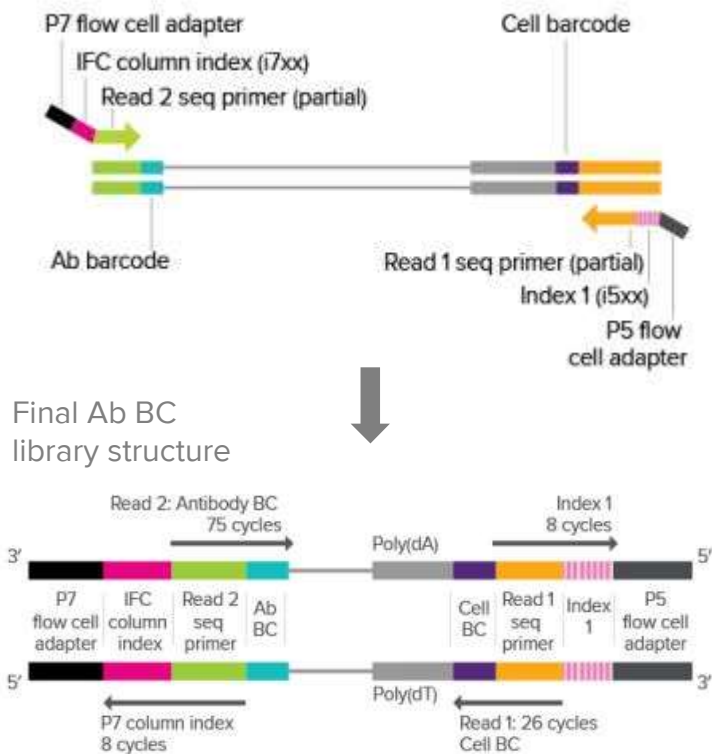 P7 flow cell adapter
Cell barcode
IFC column index (i7xx)
Read 2 seq primer (partial)
Ab barcode
Read 1 seq primer (partial)
Index 1 (i5xx)
P5 flow
cell adapter
Final Ab BC
library structure
Read 2: Antibody BC
75 cycles
Index 1
8 cycles
Poly(dA)
3′
5′
P7
flow cell
adapter
IFC
column
index
Read 2
seq
primer
Ab
BC
Cell
BC
Read 1
seq
primer
Index
1
P5
flow cell
adapter
5′
3′
Poly(dT)
P7 column index
8 cycles
Read 1: 26 cycles
Cell BC